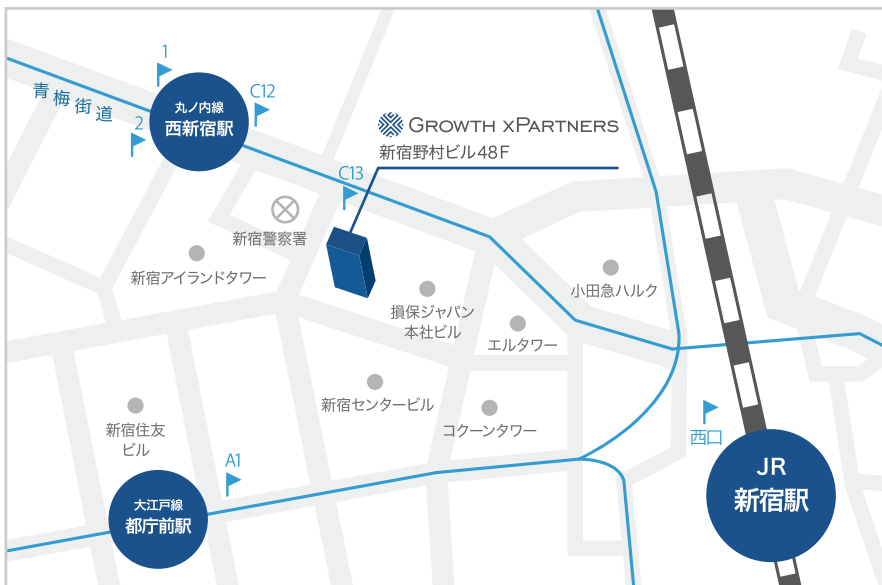 1
青梅街道
丸ノ内線
西新宿駅
C12
2
GROWTH XPARTNERS
新宿野村ビル48F
C13
新宿警察署
新宿アイランドタワー
損保ジャパン
本社ビル
小田急ハルク
エルタワー
新宿センタービル
コクーンタワー
新宿住友
ビル
西口
A1
大江戸線
都庁前駅
JR
新宿駅